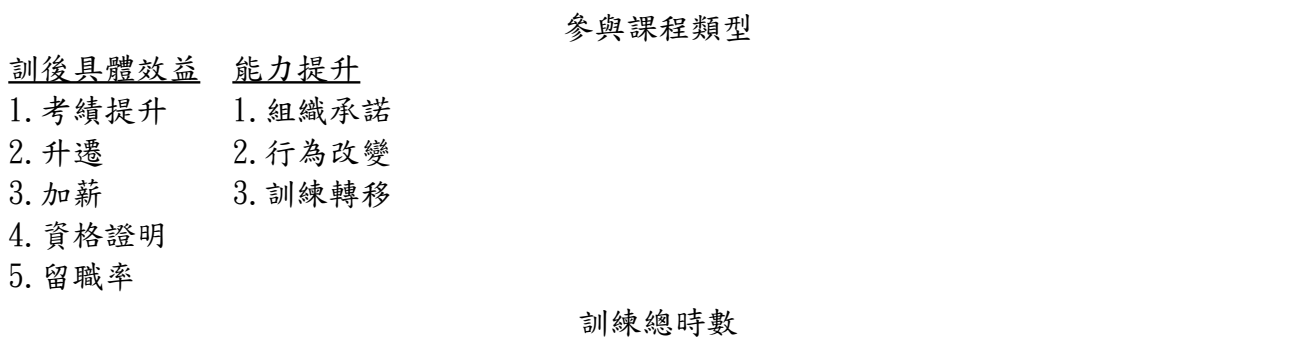 參與課程類型
訓後具體效益 能力提升
1.考績提升 1.組織承諾
2.升遷 2.行為改變
3.加薪 3.訓練轉移
4.資格證明
5.留職率
訓練總時數